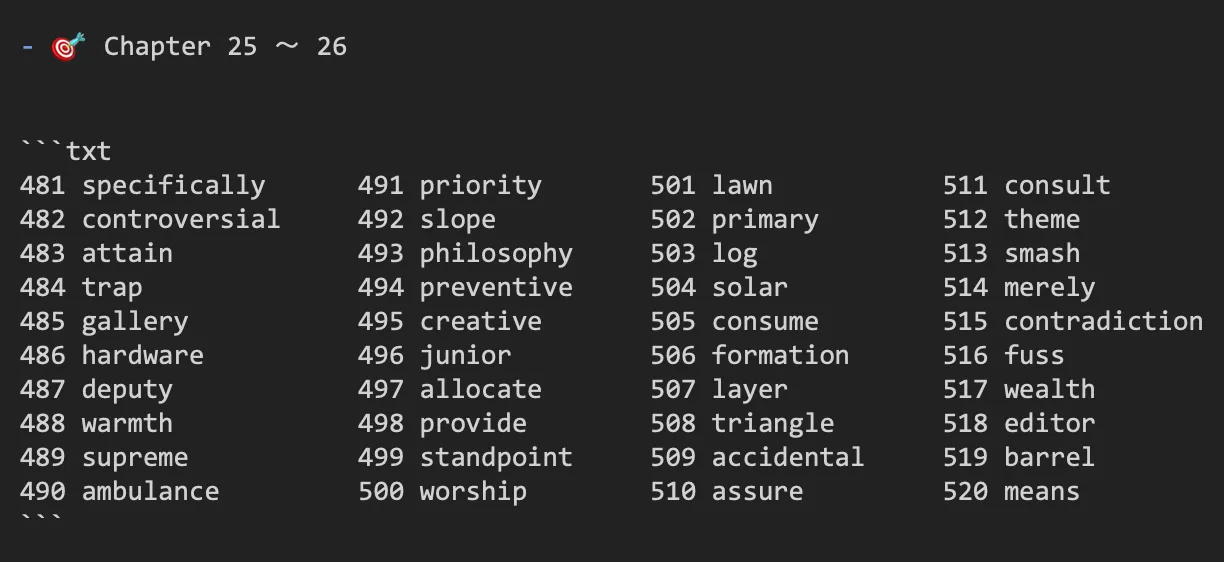 - 🎯 Chapter 25 ～ 26
```txt
481 specifically 491 priority 501 lawn 511 consult
482 controversial 492 slope 502 primary 512 theme
483 attain 493 philosophy 503 log 513 smash
484 trap 494 preventive 504 solar 514 merely
485 gallery 495 creative 505 consume 515 contradiction
486 hardware 496 junior 506 formation 516 fuss
487 deputy 497 allocate 507 layer 517 wealth
488 warmth 498 provide 508 triangle 518 editor
489 supreme 499 standpoint 509 accidental 519 barrel
490 ambulance 500 worship 510 assure 520 means
```